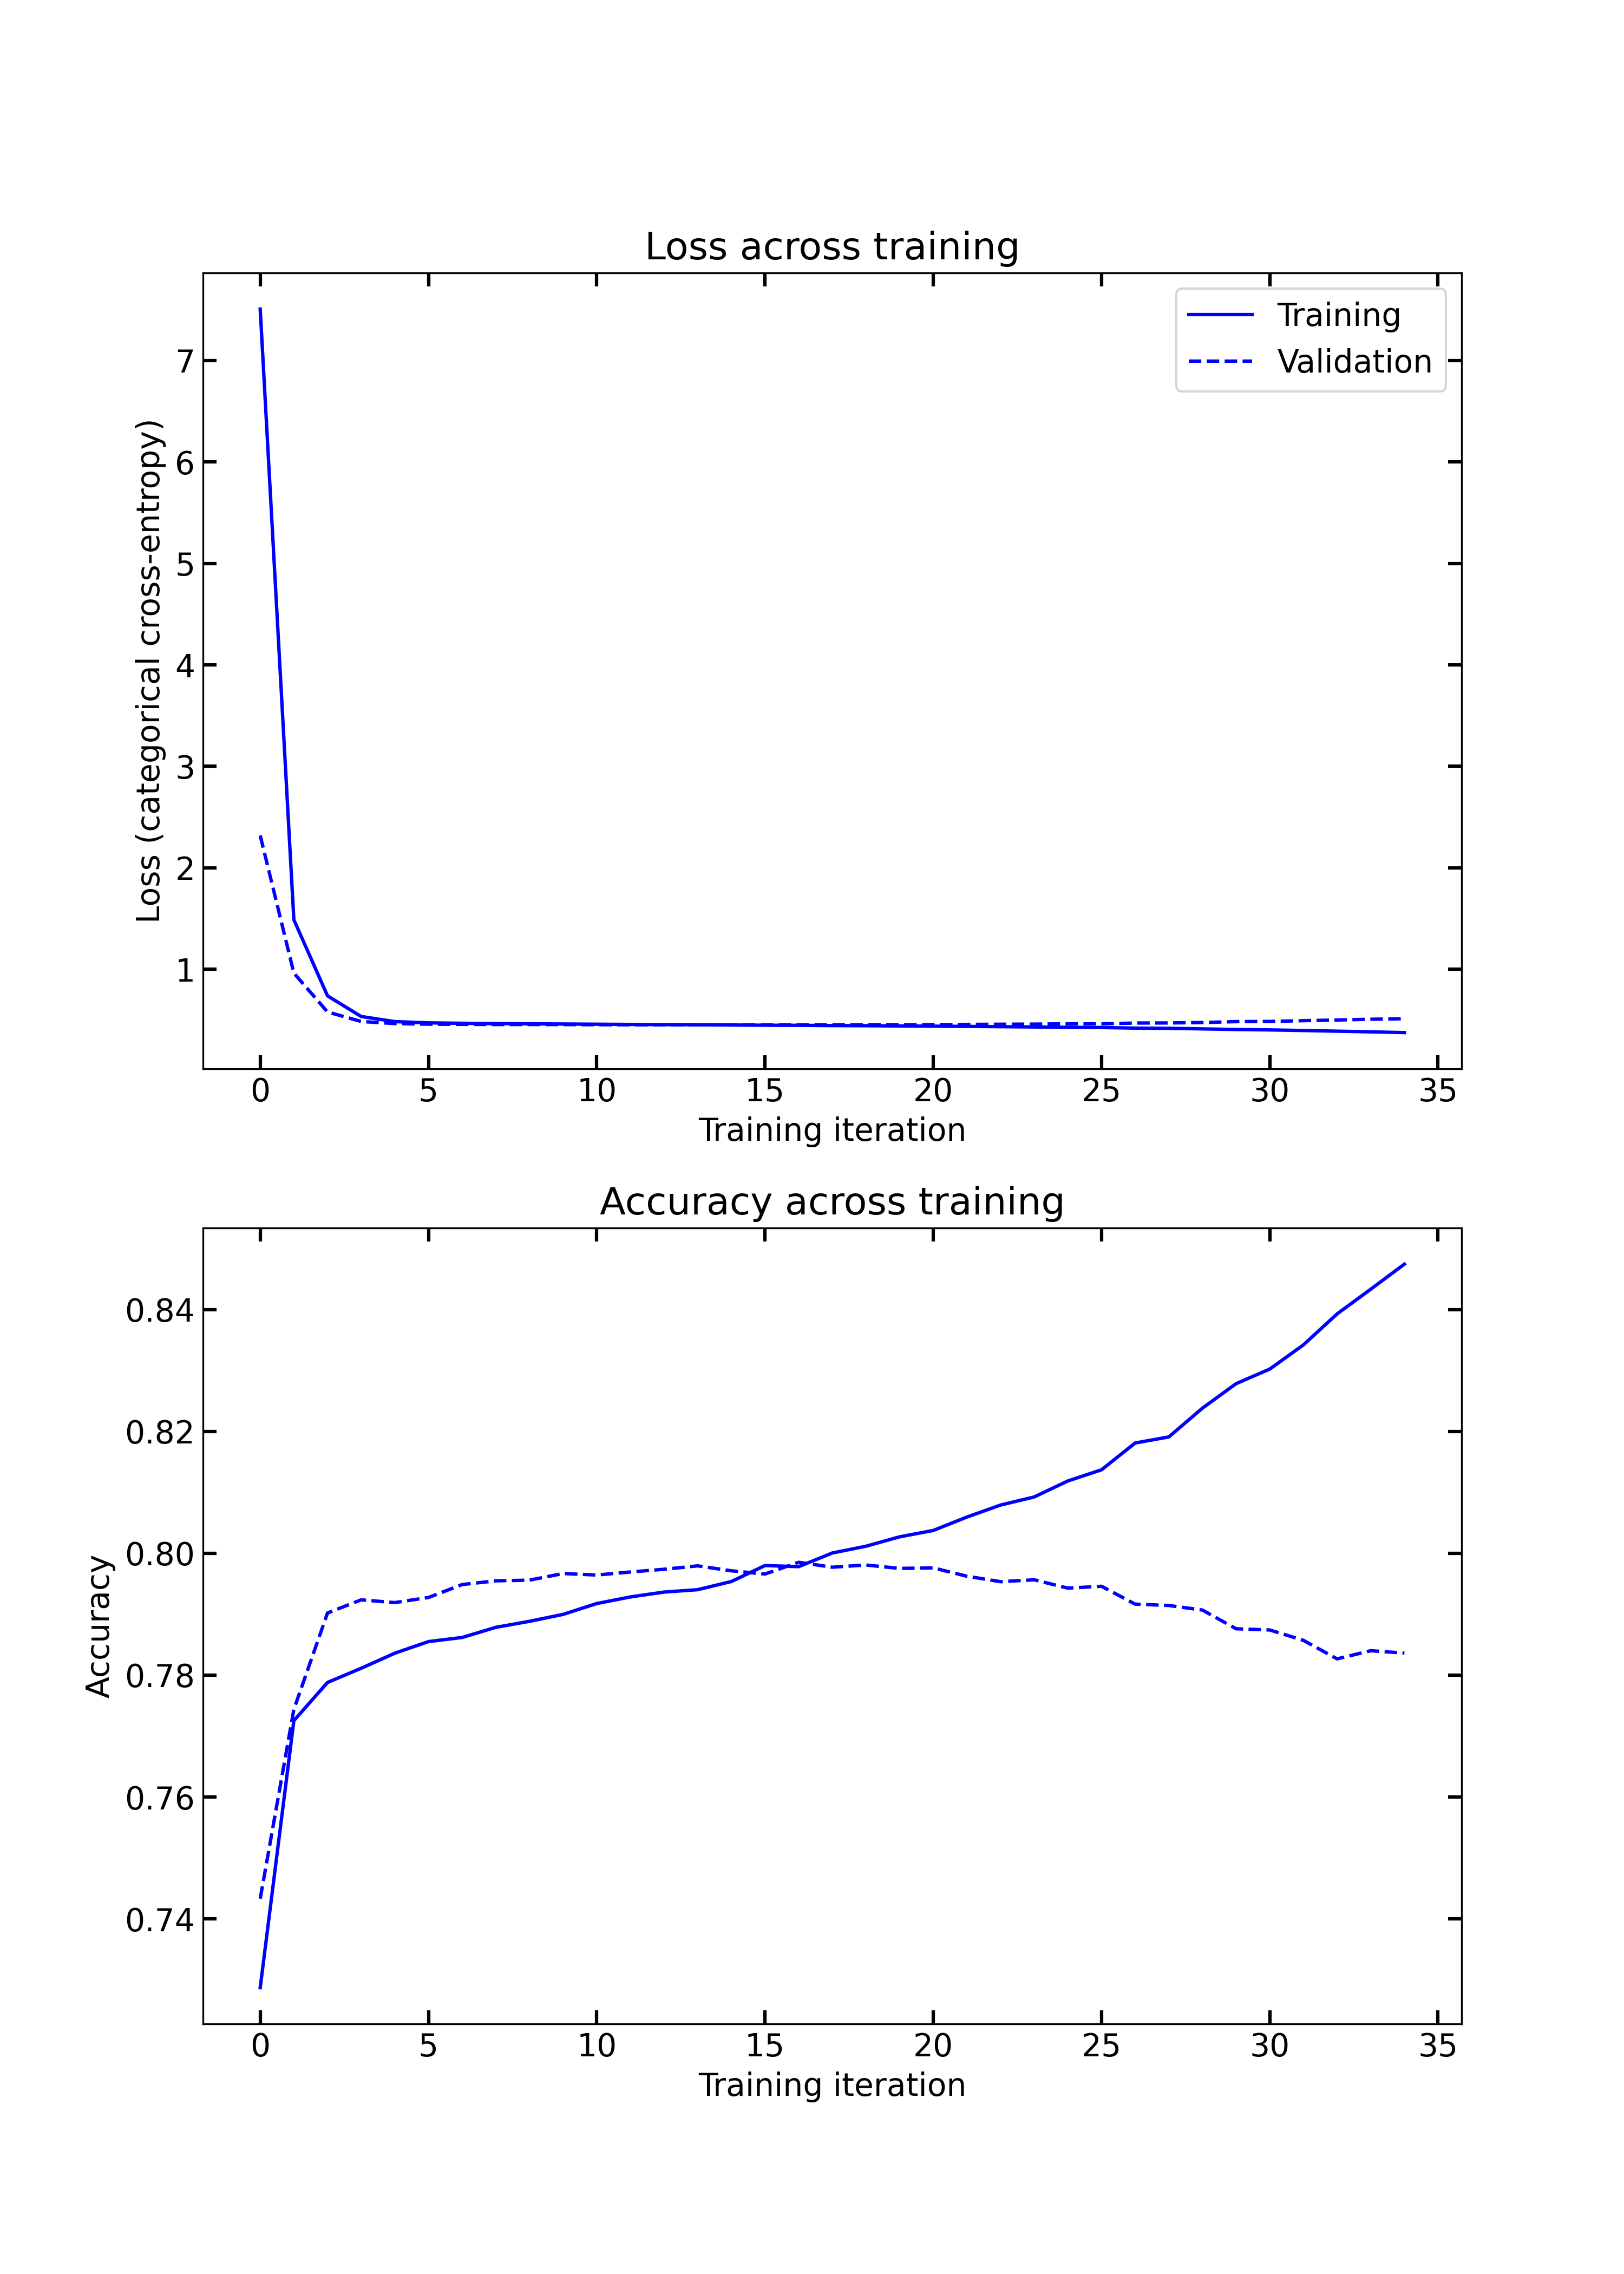 Loss across training
Training
Validation
7
6
5
4
3
2
1
Loss (categorical cross-entropy)
0 5 10 15 20 25 30 35
Training iteration
Accuracy across training
0.84
0.82
0.80
0.78
0.76
0.74
Accuracy
0 5 10 15 20 25 30 35
Training iteration